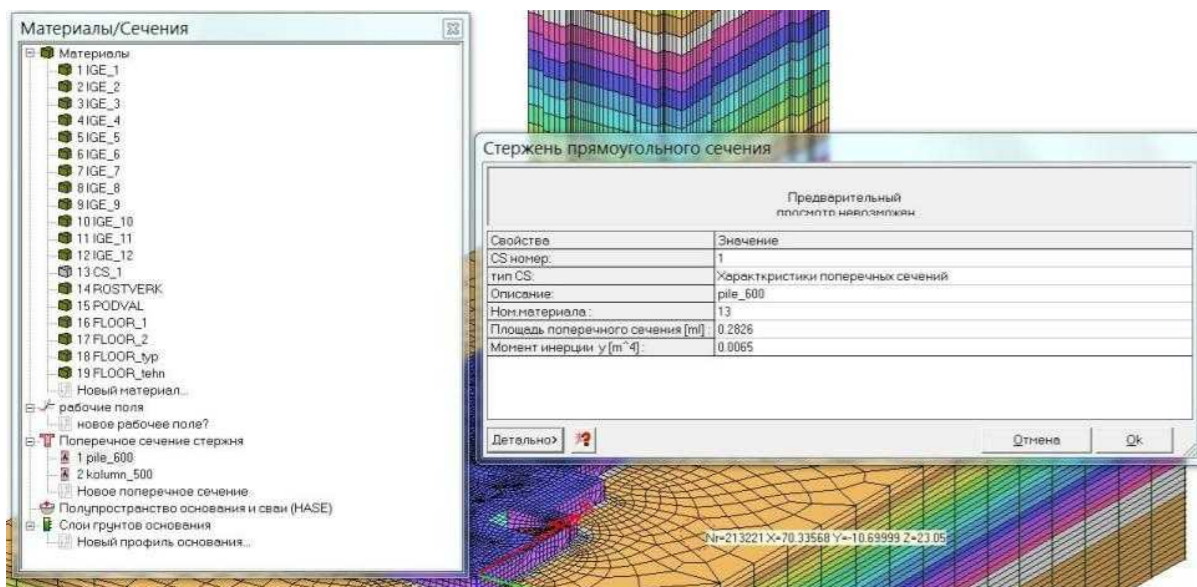 Материалы/Сечения
Материалы
1 IGE_1
2 IGE_2
3 IGE_3
4 IGE_4
5 IGE_5
6 IGE_6
7 IGE_7
8 IGE_8
9 IGE_9
10 IGE_10
11 IGE_11
12 IGE_12
13 CS_1
14 ROSTVERK
15 PODVAL
16 FLOOR_1
17 FLOOR_2
18 FLOOR_typ
19 FLOOR_tehn
Новый материал...
рабочие поля
новое рабочее поле?
Поперечное сечение стержня
1 pile_600
2 kolumn_500
Новое поперечное сечение
Полупространство основания и сваи (HASE)
Слои грунтов основания
Новый профиль основания...
Стержень прямоугольного сечения
Предварительный
просмотр невозможен
Свойства Значение
CS номер: 1
тип CS: Характкристики поперечных сечений
Описание: pile_600
Ном.материала : 13
Площадь поперечного сечения [ml] : 0.2826
Момент инерции y [m^4] : 0.0065
Детально> Отмена Ok
Nr=213221 X=70.33568 Y=-10.69999 Z=23.05